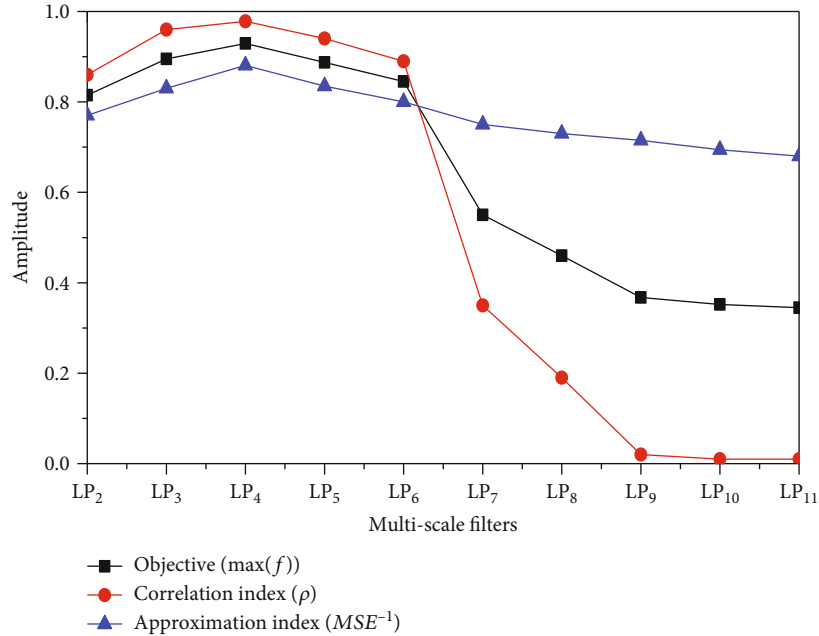 1.0
0.8
0.6
0.4
0.2
0.0
Amplitude
LP₂ LP₃ LP₄ LP₅ LP₆ LP₇ LP₈ LP₉ LP₁₀ LP₁₁
Multi-scale filters
Objective (max(f))
Correlation index (ρ)
Approximation index (MSE⁻¹)